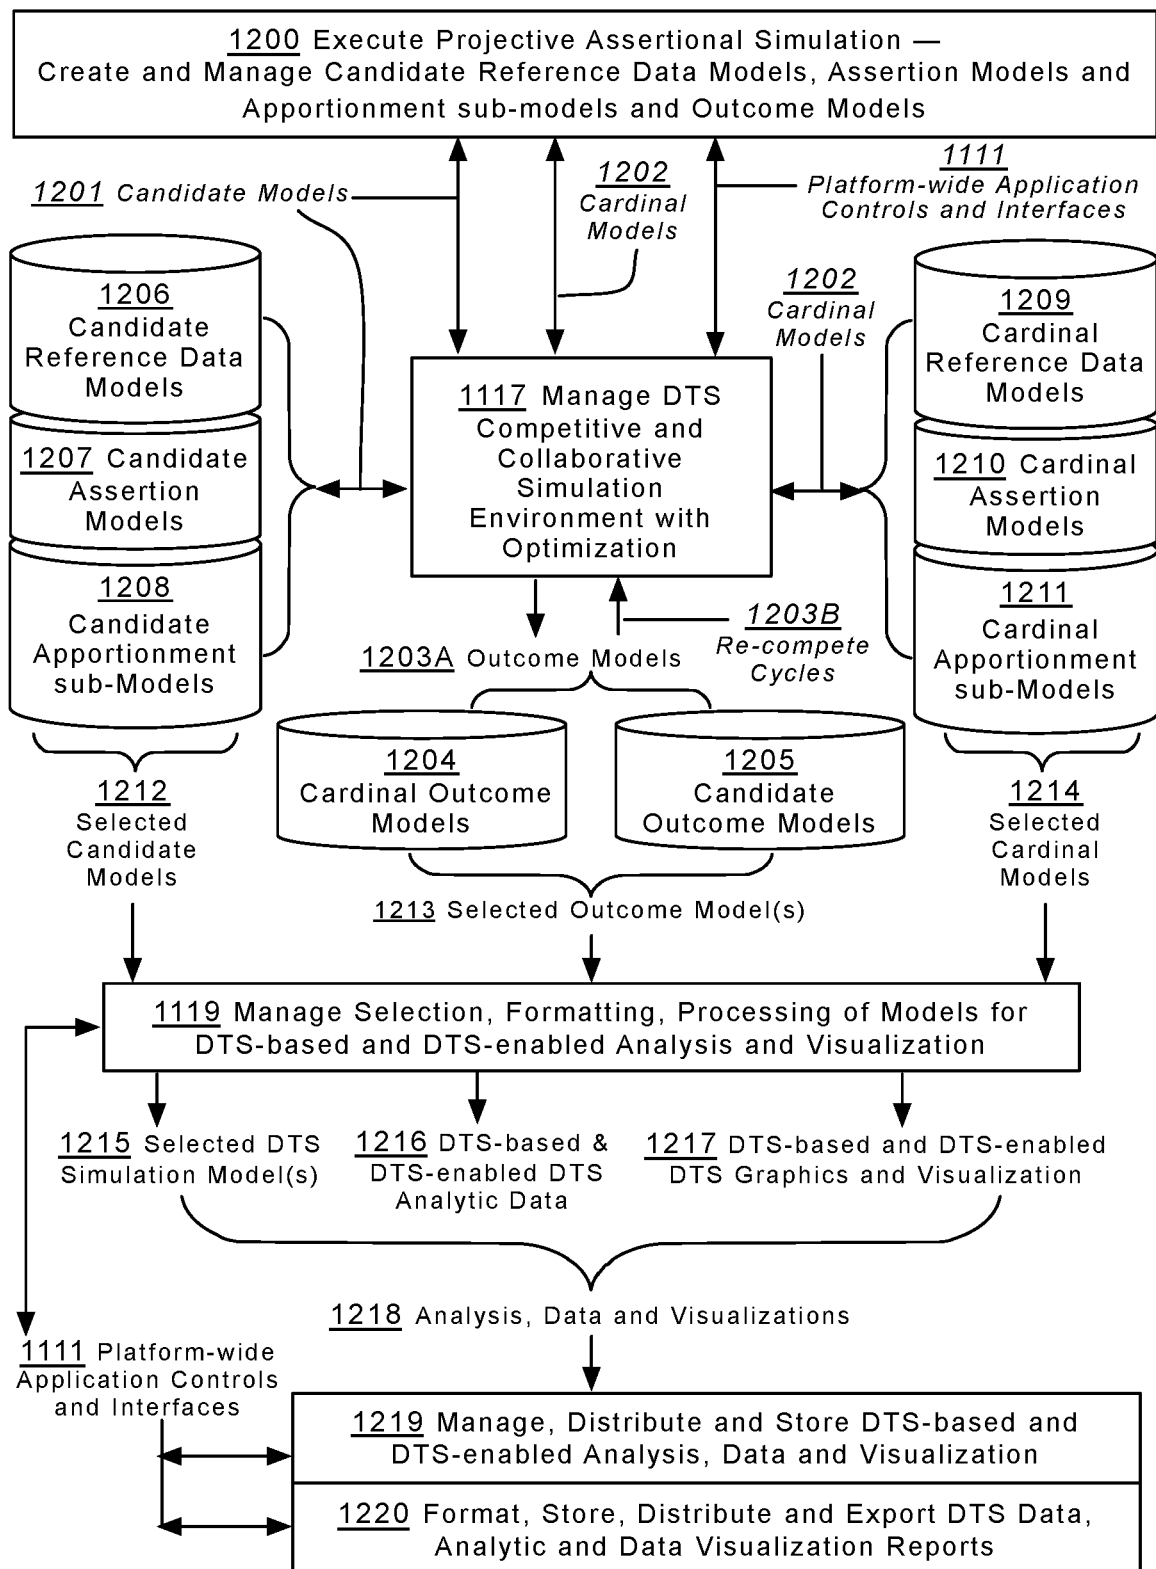 1200 Execute Projective Assertional Simulation —
Create and Manage Candidate Reference Data Models, Assertion Models and
Apportionment sub-models and Outcome Models
1201 Candidate Models
1202
Cardinal
Models
1111
Platform-wide Application
Controls and Interfaces
1202
Cardinal
Models
1206
Candidate
Reference Data
Models
1207 Candidate
Assertion Models
1208
Candidate
Apportionment
sub-Models
1117 Manage DTS
Competitive and
Collaborative
Simulation
Environment with
Optimization
1209
Cardinal
Reference Data
Models
1210 Cardinal
Assertion
Models
1211
Cardinal
Apportionment
sub-Models
1203A Outcome Models
1203B
Re-compete
Cycles
1204
Cardinal Outcome
Models
1205
Candidate
Outcome Models
1212
Selected
Candidate
Models
1213 Selected Outcome Model(s)
1214
Selected
Cardinal
Models
1119 Manage Selection, Formatting, Processing of Models for
DTS-based and DTS-enabled Analysis and Visualization
1215 Selected DTS
Simulation Model(s)
1216 DTS-based &
DTS-enabled DTS
Analytic Data
1217 DTS-based and DTS-enabled
DTS Graphics and Visualization
1218 Analysis, Data and Visualizations
1111 Platform-wide
Application Controls
and Interfaces
1219 Manage, Distribute and Store DTS-based and
DTS-enabled Analysis, Data and Visualization
1220 Format, Store, Distribute and Export DTS Data,
Analytic and Data Visualization Reports